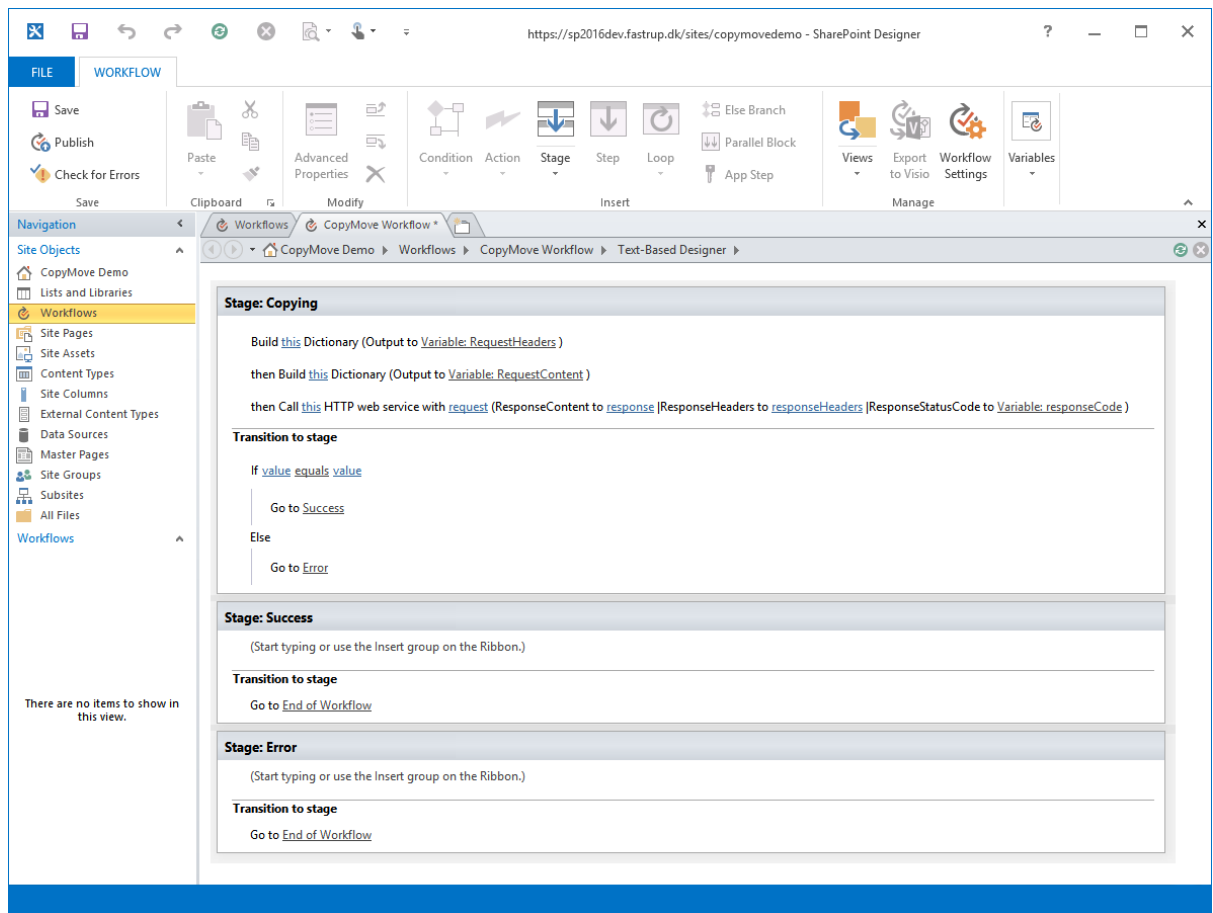 https://sp2016dev.fastrup.dk/sites/copymovedemo - SharePoint Designer ?
FILE WORKFLOW
Save
Publish
Check for Errors
Save
Paste
Clipboard
Advanced Properties
Modify
Condition Action Stage Step Loop
Else Branch
Parallel Block
App Step
Insert
Views Export to Visio Workflow Settings
Manage
Variables
Navigation
Site Objects
CopyMove Demo
Lists and Libraries
Workflows
Site Pages
Site Assets
Content Types
Site Columns
External Content Types
Data Sources
Master Pages
Site Groups
Subsites
All Files
Workflows
There are no items to show in
this view.
Workflows CopyMove Workflow *
CopyMove Demo Workflows CopyMove Workflow Text-Based Designer
Stage: Copying
Build this Dictionary (Output to Variable: RequestHeaders )
then Build this Dictionary (Output to Variable: RequestContent )
then Call this HTTP web service with request (ResponseContent to response |ResponseHeaders to responseHeaders |ResponseStatusCode to Variable: responseCode )
Transition to stage
If value equals value
Go to Success
Else
Go to Error
Stage: Success
(Start typing or use the Insert group on the Ribbon.)
Transition to stage
Go to End of Workflow
Stage: Error
(Start typing or use the Insert group on the Ribbon.)
Transition to stage
Go to End of Workflow